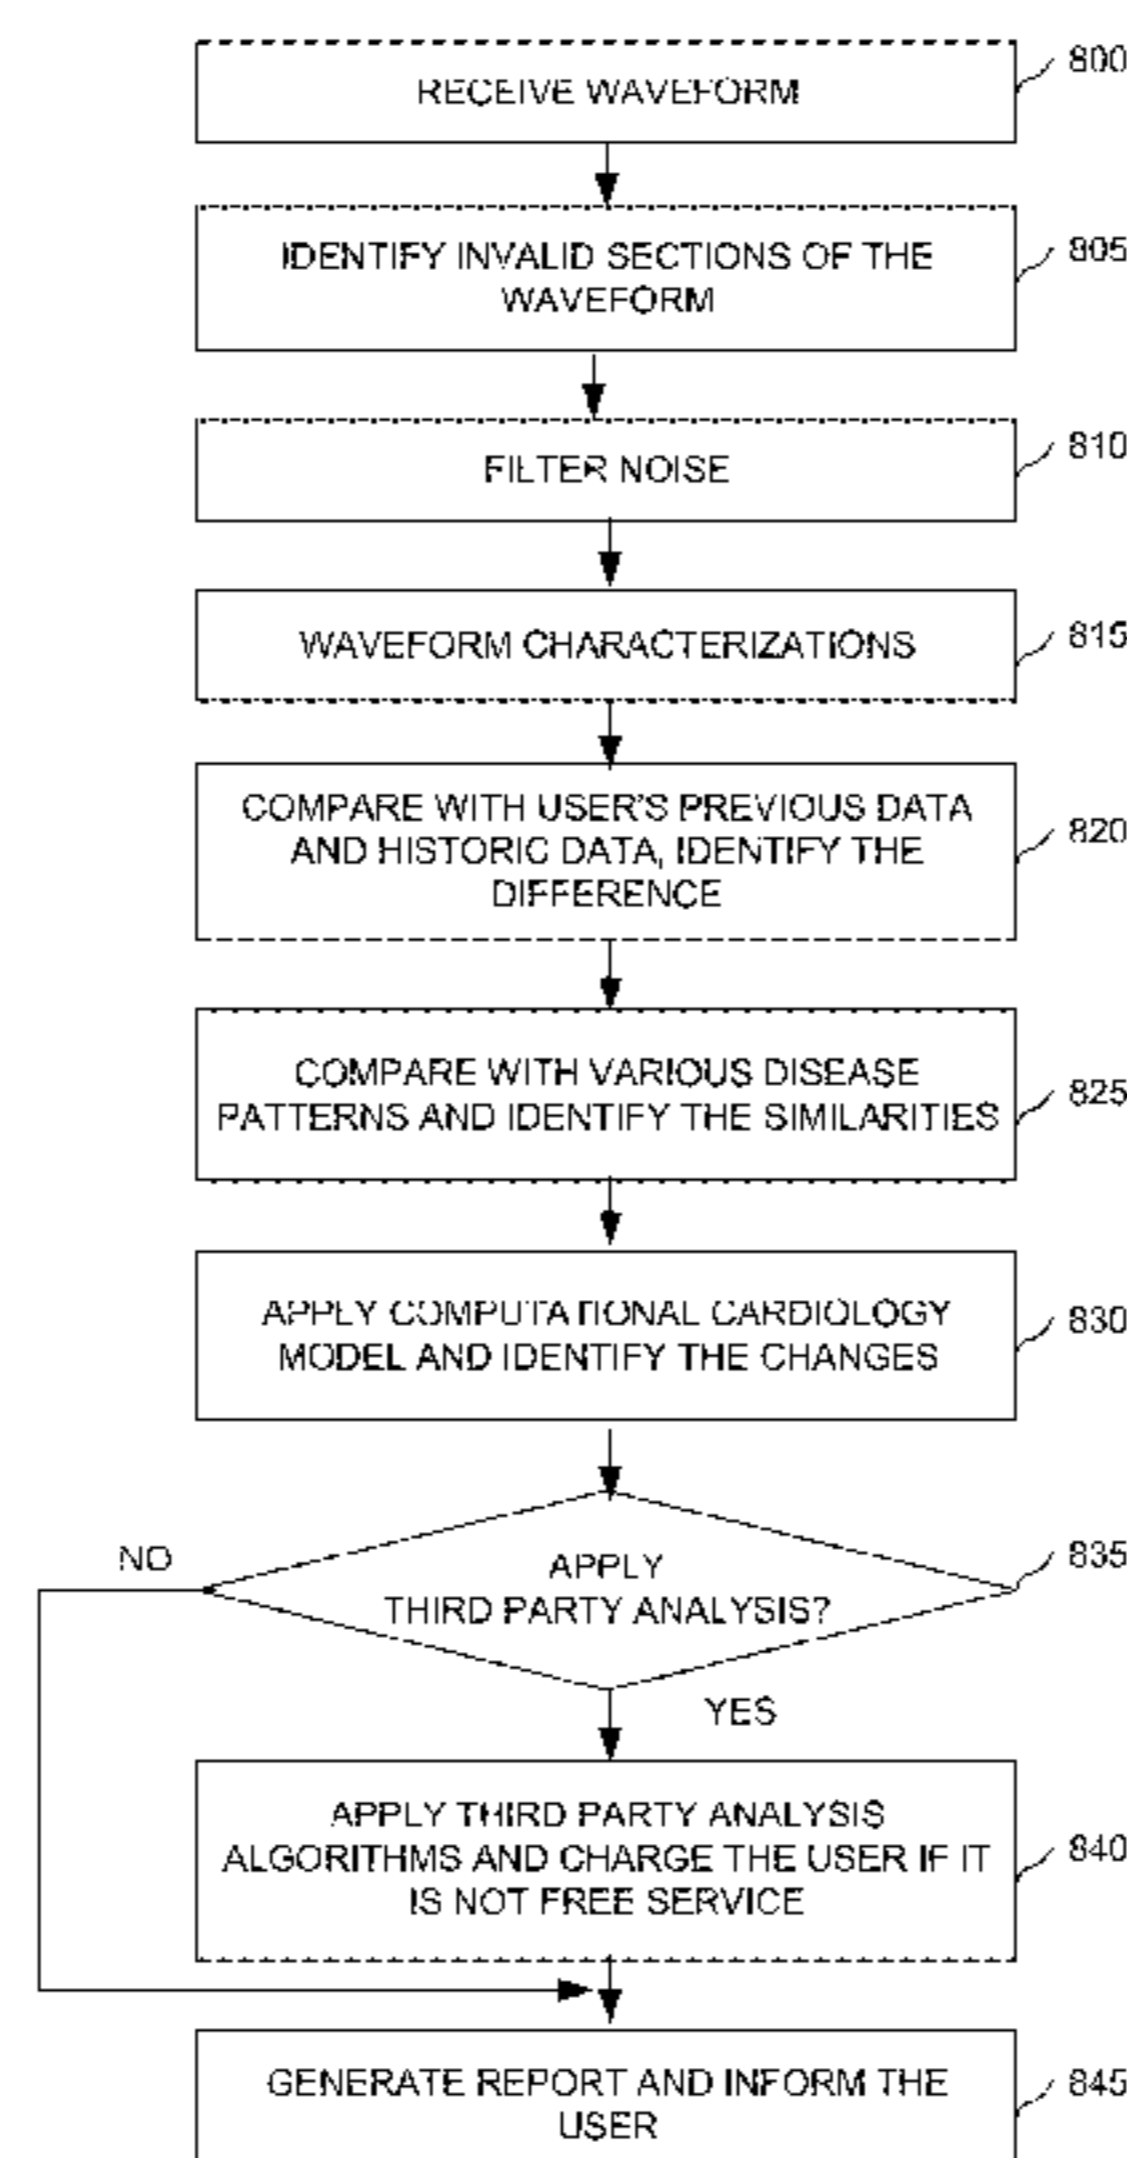 RECEIVE WAVEFORM
800
IDENTIFY INVALID SECTIONS OF THE
WAVEFORM
805
FILTER NOISE
810
WAVEFORM CHARACTERIZATIONS
815
COMPARE WITH USER'S PREVIOUS DATA
AND HISTORIC DATA, IDENTIFY THE
DIFFERENCE
820
COMPARE WITH VARIOUS DISEASE
PATTERNS AND IDENTIFY THE SIMILARITIES
825
APPLY COMPUTATIONAL CARDIOLOGY
MODEL AND IDENTIFY THE CHANGES
830
NO
APPLY
THIRD PARTY ANALYSIS?
835
YES
APPLY THIRD PARTY ANALYSIS
ALGORITHMS AND CHARGE THE USER IF IT
IS NOT FREE SERVICE
840
GENERATE REPORT AND INFORM THE
USER
845